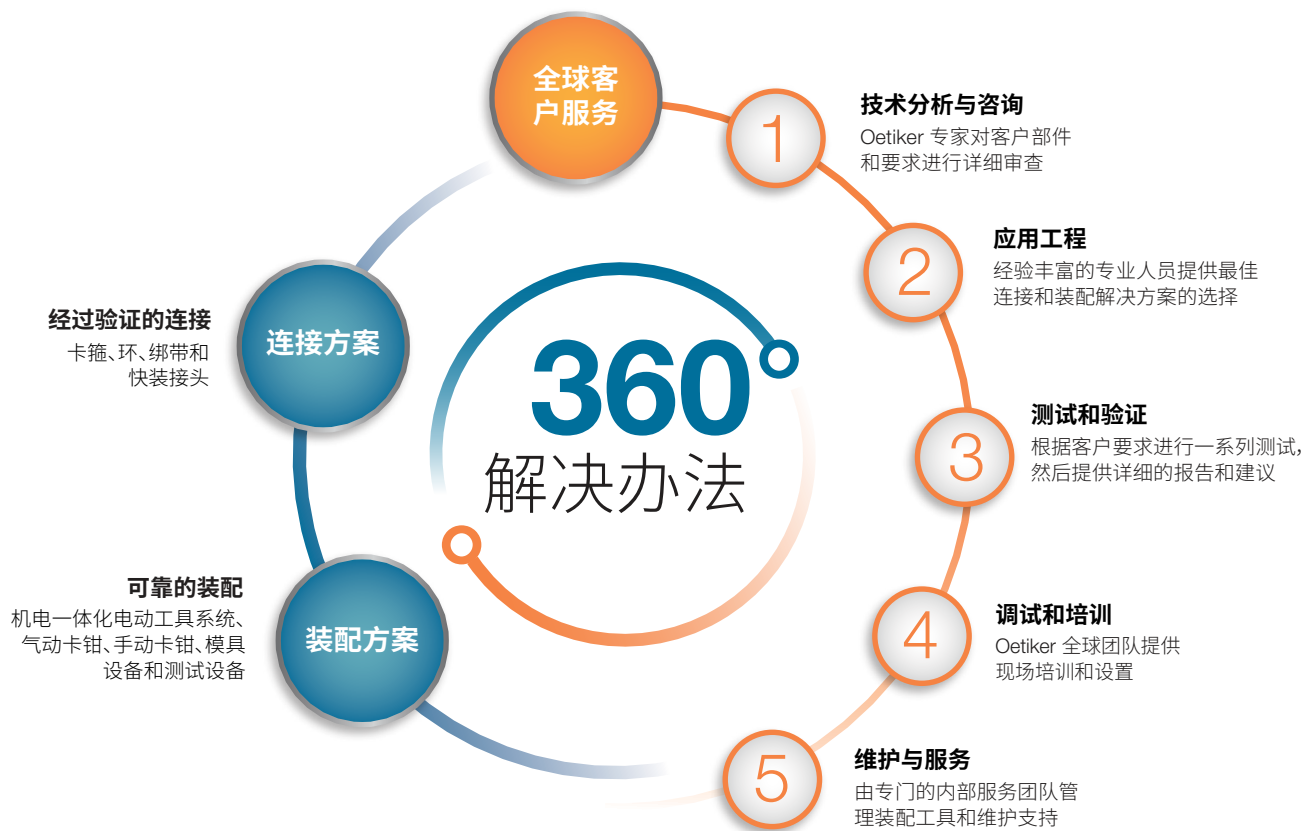 全球客
户服务
1
技术分析与咨询
Oetiker 专家对客户部件
和要求进行详细审查
2
应用工程
经验丰富的专业人员提供最佳
连接和装配解决方案的选择
3
测试和验证
根据客户要求进行一系列测试,
然后提供详细的报告和建议
4
调试和培训
Oetiker 全球团队提供
现场培训和设置
5
维护与服务
由专门的内部服务团队管
理装配工具和维护支持
连接方案
经过验证的连接
卡箍、环、绑带和
快装接头
装配方案
可靠的装配
机电一体化电动工具系统、
气动卡钳、手动卡钳、模具
设备和测试设备
360°
解决办法